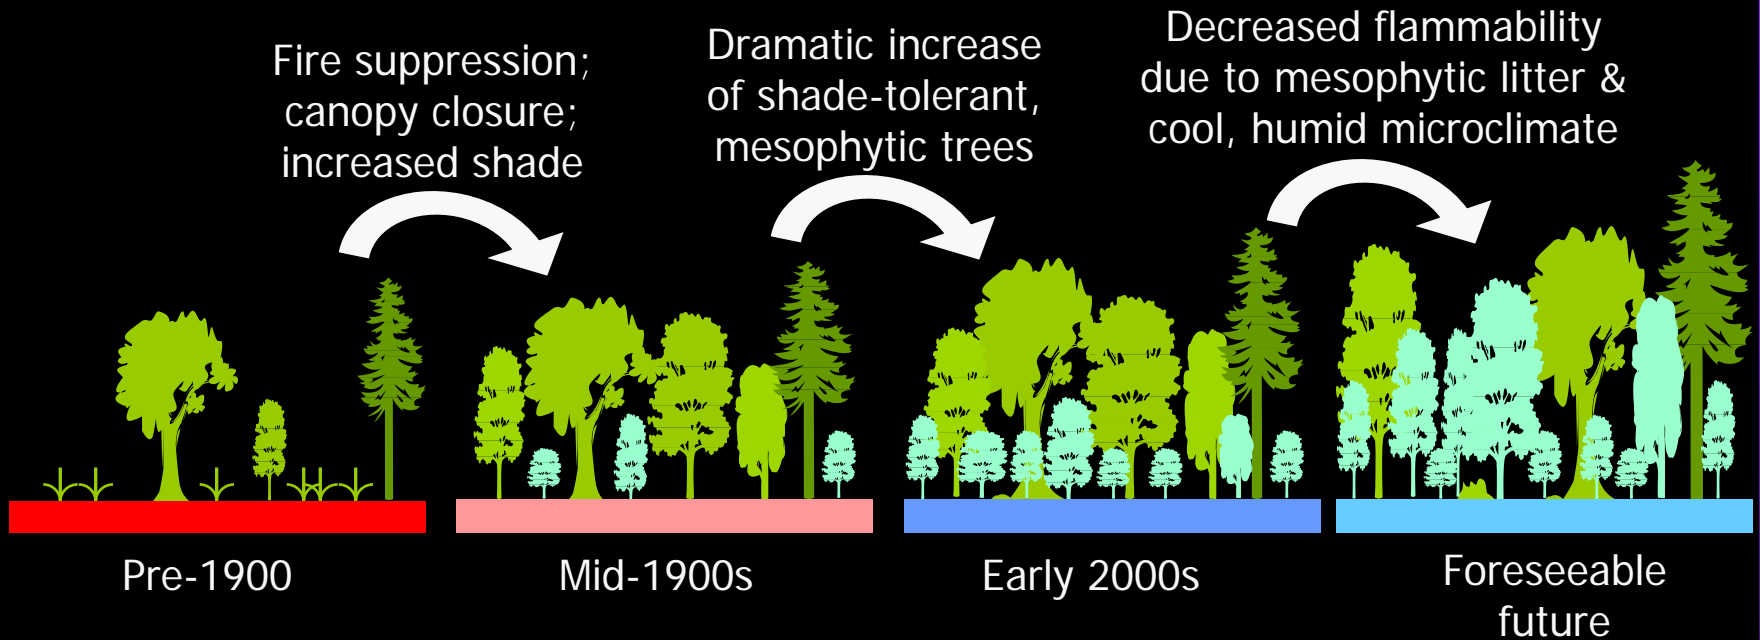 Fire suppression;
canopy closure;
increased shade
Dramatic increase
of shade-tolerant,
mesophytic trees
Decreased flammability
due to mesophytic litter &
cool, humid microclimate
Pre-1900
Mid-1900s
Early 2000s
Foreseeable
future